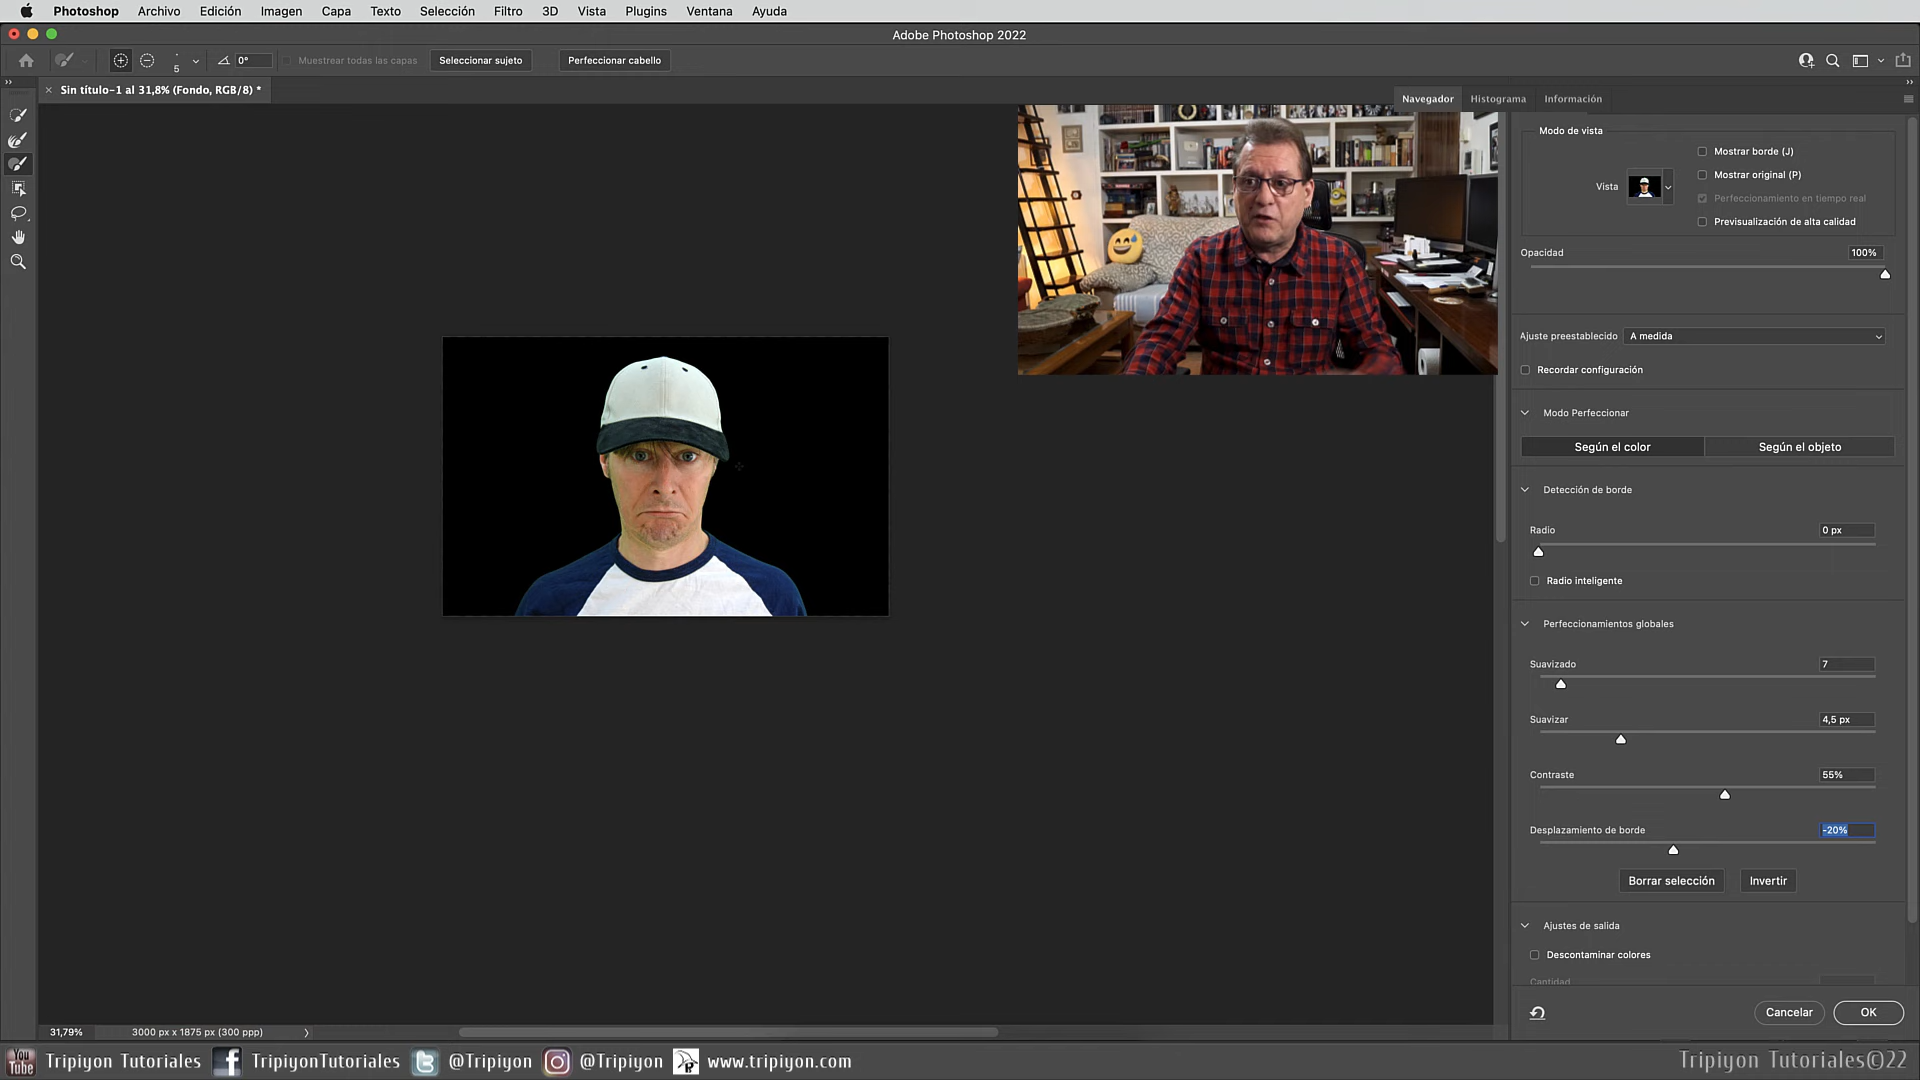 Photoshop Archivo Edición Imagen Capa Texto Selección Filtro 3D Vista Plugins Ventana Ayuda
Adobe Photoshop 2022
5
0°
Muestrear todas las capas
Seleccionar sujeto
Perfeccionar cabello
Sin título-1 al 31,8% (Fondo, RGB/8) *
Navegador Histograma Información
Modo de vista
Mostrar borde (J)
Vista
Mostrar original (P)
Perfeccionamiento en tiempo real
Previsualización de alta calidad
Opacidad 100%
Ajuste preestablecido A medida
Recordar configuración
Modo Perfeccionar
Según el color Según el objeto
Detección de borde
Radio 0 px
Radio inteligente
Perfeccionamientos globales
Suavizado 7
Suavizar 4,5 px
Contraste 55%
Desplazamiento de borde -20%
Borrar selección Invertir
Ajustes de salida
Descontaminar colores
Cantidad
Cancelar OK
31,79% 3000 px x 1875 px (300 ppp)
You Tube Tripiyon Tutoriales TripiyonTutoriales @Tripiyon @Tripiyon www.tripiyon.com
Tripiyon Tutoriales©22